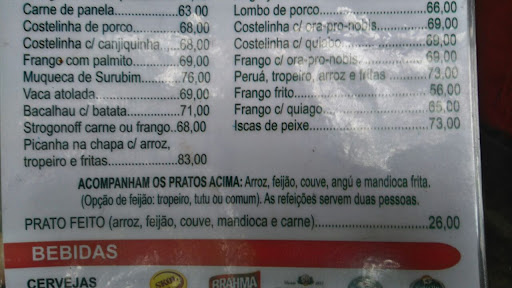 Carne de panela..............63,00
Costelinha de porco..........68,00
Costelinha c/ canjiquinha...68,00
Frango com palmito...........69,00
Muqueca de Surubim...........76,00
Vaca atolada.................69,00
Bacalhau c/ batata...........71,00
Strogonoff carne ou frango..68,00
Picanha na chapa c/ arroz,
tropeiro e fritas............83,00
Lombo de porco...............66,00
Costelinha c/ ora-pro-nobis..69,00
Costelinha c/ quiabo.........69,00
Frango c/ ora-pro-nobis......69,00
Peruá, tropeiro, arroz e fritas....73,00
Frango frito.................56,00
Frango c/ quiago.............65,00
Iscas de peixe...............73,00
ACOMPANHAM OS PRATOS ACIMA: Arroz, feijão, couve, angú e mandioca frita.
(Opção de feijão: tropeiro, tutu ou comum). As refeições servem duas pessoas.
PRATO FEITO (arroz, feijão, couve, mandioca e carne)..............26,00
BEBIDAS
CERVEJAS
SKOL
BRAHMA